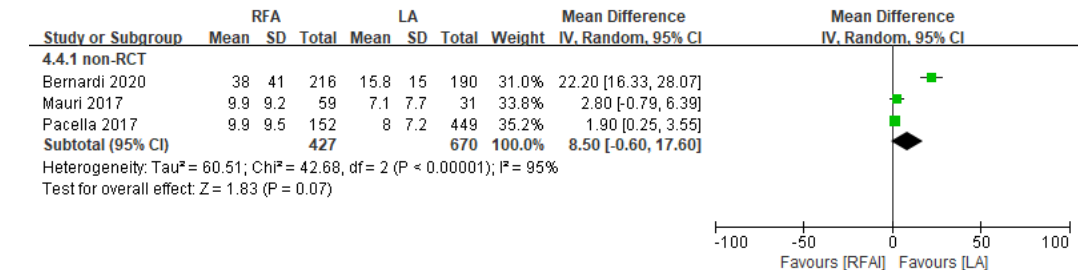 RFA LA Mean Difference Mean Difference
Study or Subgroup Mean SD Total Mean SD Total Weight IV, Random, 95% CI IV, Random, 95% CI
4.4.1 non-RCT
Bernardi 2020 38 41 216 15.8 15 190 31.0% 22.20 [16.33, 28.07]
Mauri 2017 9.9 9.2 59 7.1 7.7 31 33.8% 2.80 [-0.79, 6.39]
Pacella 2017 9.9 9.5 152 8 7.2 449 35.2% 1.90 [0.25, 3.55]
Subtotal (95% CI) 427 670 100.0% 8.50 [-0.60, 17.60]
Heterogeneity: Tau² = 60.51; Chi² = 42.68, df = 2 (P < 0.00001); I² = 95%
Test for overall effect: Z = 1.83 (P = 0.07)
-100 -50 0 50 100
Favours [RFAI] Favours [LA]